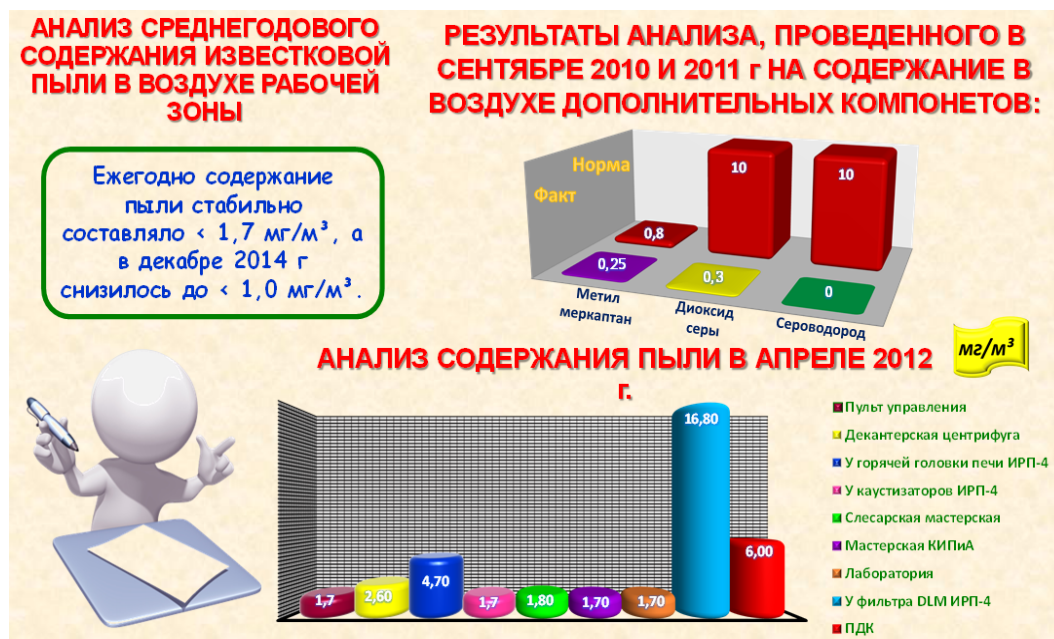 АНАЛИЗ СРЕДНЕГОДОВОГО
СОДЕРЖАНИЯ ИЗВЕСТКОВОЙ
ПЫЛИ В ВОЗДУХЕ РАБОЧЕЙ
ЗОНЫ
Ежегодно содержание
пыли стабильно
составляло < 1,7 мг/м³, а
в декабре 2014 г
снизилось до < 1,0 мг/м³.
РЕЗУЛЬТАТЫ АНАЛИЗА, ПРОВЕДЕННОГО В
СЕНТЯБРЕ 2010 И 2011 г НА СОДЕРЖАНИЕ В
ВОЗДУХЕ ДОПОЛНИТЕЛЬНЫХ КОМПОНЕТОВ:
Норма
Факт
0,8
10
10
0,25
0,3
0
Метил
меркаптан
Диоксид
серы
Сероводород
мг/м³
АНАЛИЗ СОДЕРЖАНИЯ ПЫЛИ В АПРЕЛЕ 2012
г.
1,7
2,60
4,70
1,7
1,80
1,70
1,70
16,80
6,00
Пульт управления
Декантерская центрифуга
У горячей головки печи ИРП-4
У каустизаторов ИРП-4
Слесарская мастерская
Мастерская КИПиА
Лаборатория
У фильтра DLM ИРП-4
ПДК